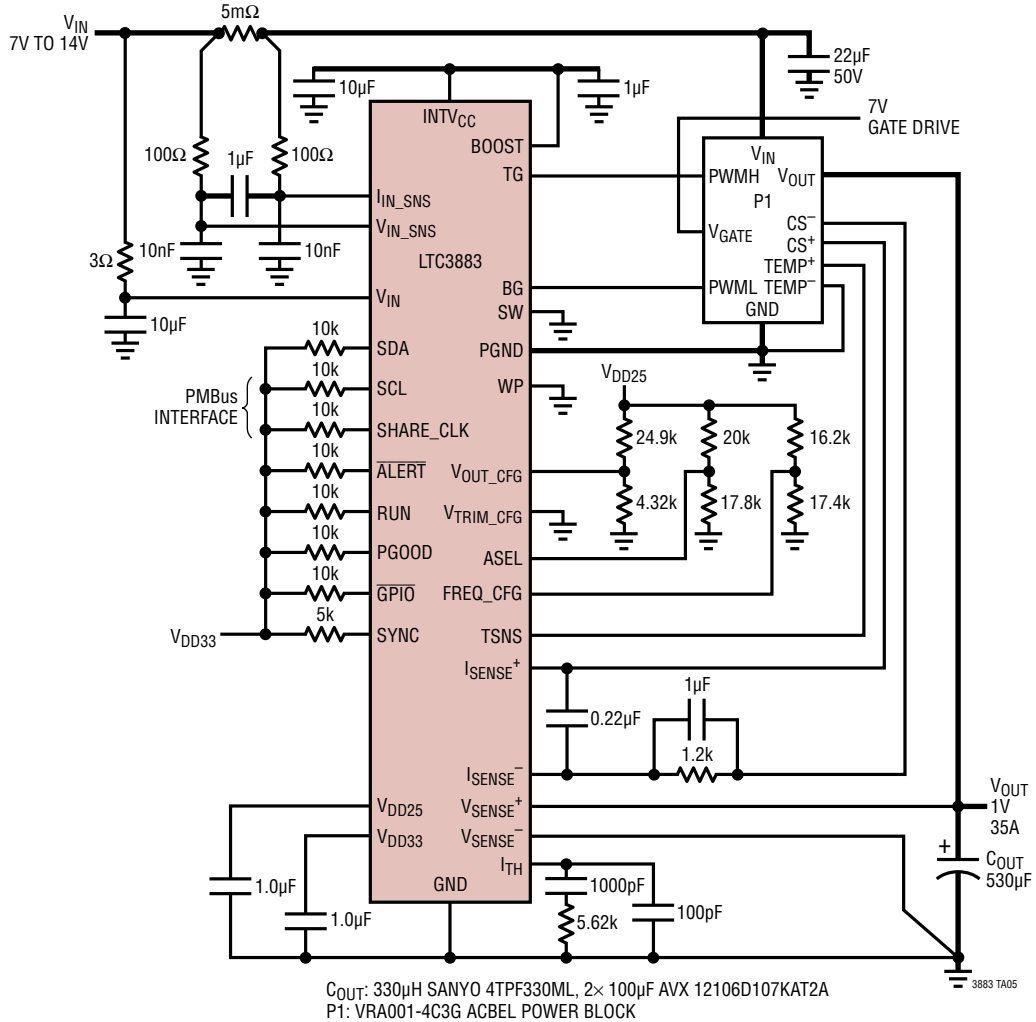 VIN
7V TO 14V
5mΩ
22µF
50V
10µF
1µF
7V
GATE DRIVE
INTVCC
BOOST
100Ω
1µF
100Ω
TG
VIN
PWMH
VOUT
P1
IIN_SNS
CS–
VGATE
CS+
VIN_SNS
TEMP+
10nF
10nF
LTC3883
3Ω
BG
PWML
TEMP–
VIN
SW
GND
10µF
10k
SDA
PGND
VDD25
10k
SCL
WP
PMBus
INTERFACE
10k
SHARE_CLK
24.9k
20k
16.2k
10k
ALERT
VOUT_CFG
4.32k
17.8k
17.4k
10k
RUN
VTRIM_CFG
10k
PGOOD
ASEL
10k
GPIO
FREQ_CFG
5k
VDD33
SYNC
TSNS
ISENSE+
1µF
0.22µF
1.2k
ISENSE–
VOUT
1V
35A
VDD25
VSENSE+
VDD33
VSENSE–
+
COUT
530µF
ITH
GND
1.0µF
1000pF
1.0µF
5.62k
100pF
3883 TA05
COUT: 330µH SANYO 4TPF330ML, 2× 100µF AVX 12106D107KAT2A
P1: VRA001-4C3G ACBEL POWER BLOCK